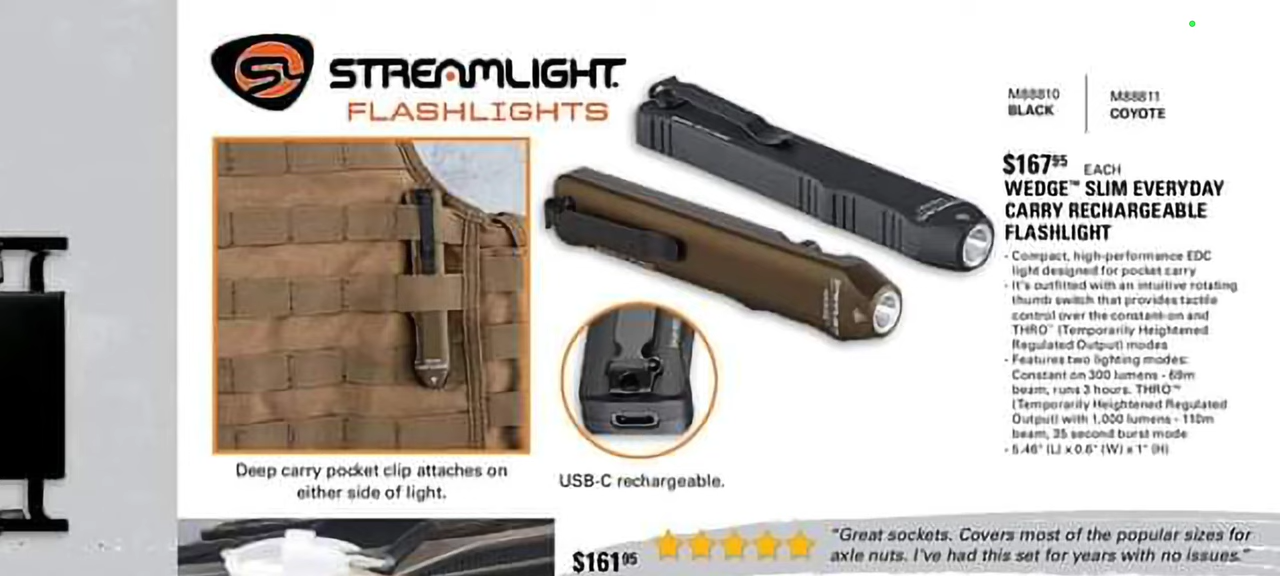 STREAMLIGHT
FLASHLIGHTS
M88810
BLACK
M88811
COYOTE
$167⁹⁵ EACH
WEDGE™ SLIM EVERYDAY
CARRY RECHARGEABLE
FLASHLIGHT
- Compact, high-performance EDC
light designed for pocket carry
- It's outfitted with an intuitive rotating
thumb switch that provides tactile
control over the constant-on and
THRO™ (Temporarily Heightened
Regulated Output) modes
- Features two lighting modes:
Constant on 300 lumens - 69m
beam, runs 3 hours. THRO™
(Temporarily Heightened Regulated
Output) with 1,000 lumens - 110m
beam, 35 second burst mode
- 5.46" (L) x 0.6" (W) x 1" (H)
Deep carry pocket clip attaches on
either side of light.
USB-C rechargeable.
$161⁹⁵
"Great sockets. Covers most of the popular sizes for
axle nuts. I've had this set for years with no issues."